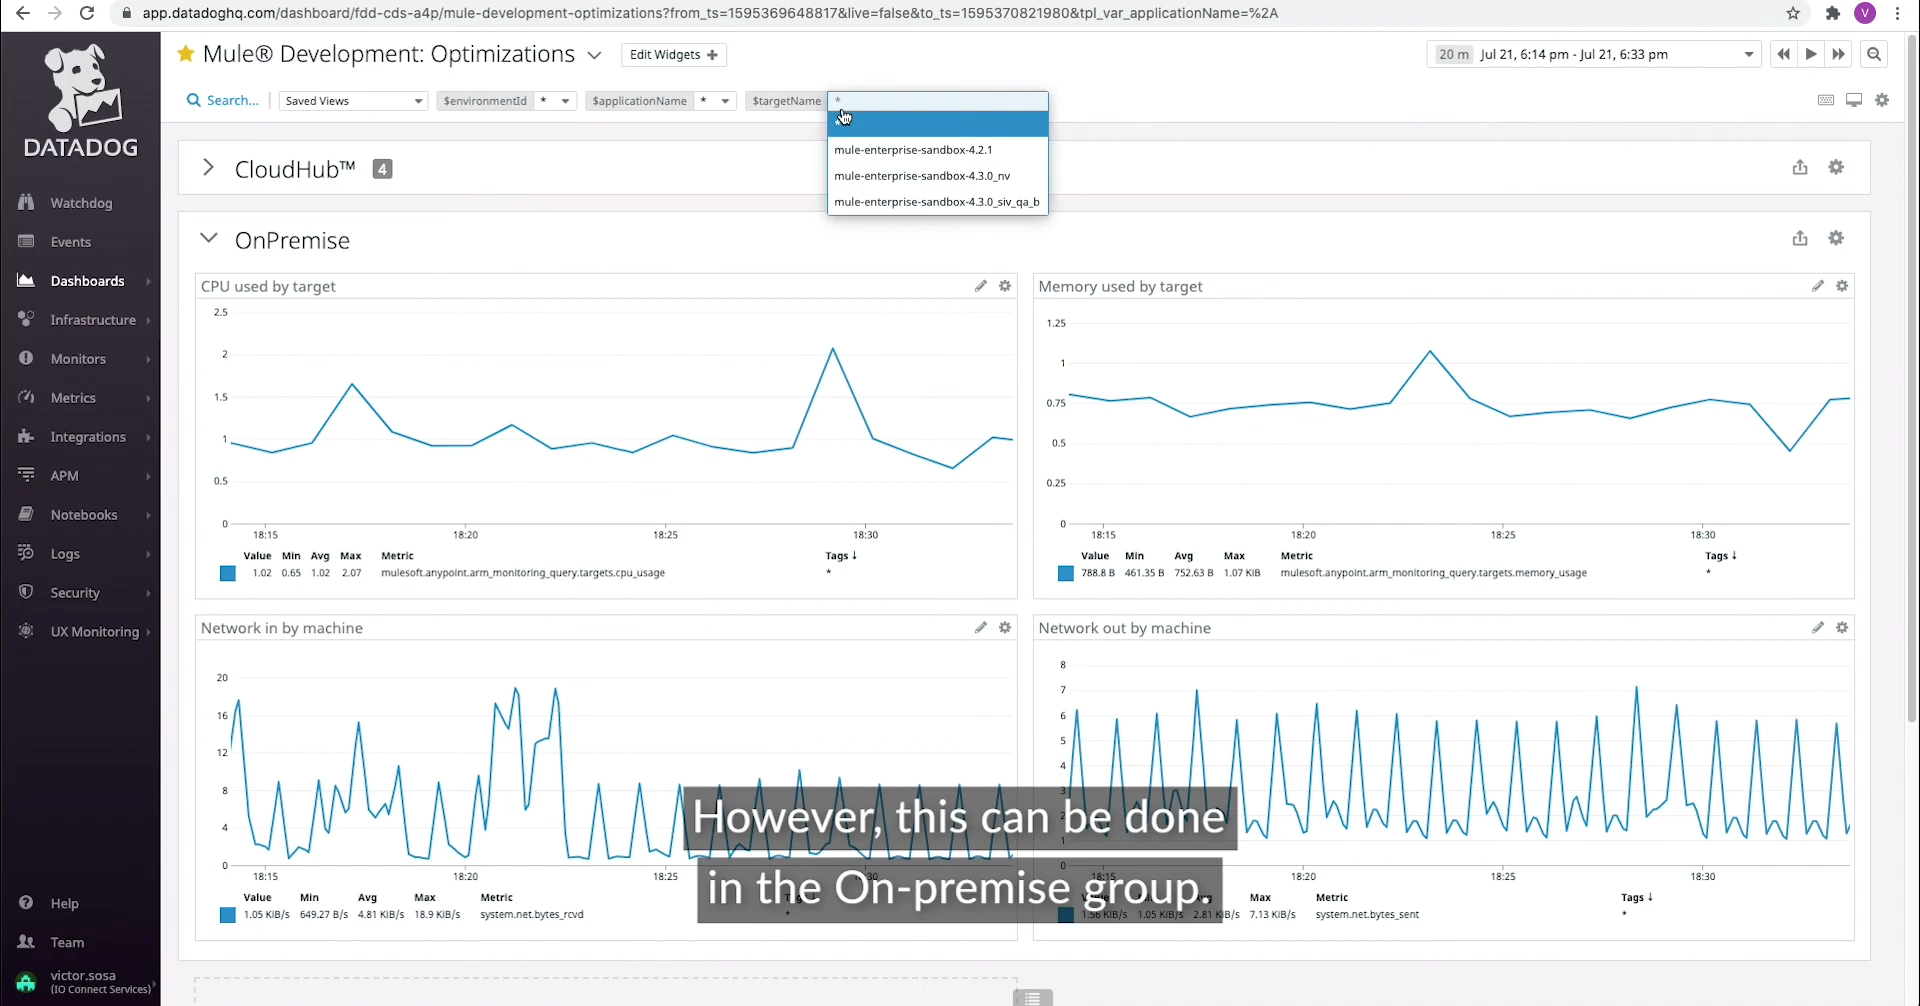 app.datadoghq.com/dashboard/fdd-cds-a4p/mule-development-optimizations?from_ts=1595369648817&live=false&to_ts=1595370821980&tpl_var_applicationName=%2A
V
DATADOG
Watchdog
Events
Dashboards
Infrastructure
Monitors
Metrics
Integrations
APM
Notebooks
Logs
Security
UX Monitoring
Help
Team
victor.sosa
(IO Connect Services)
Mule® Development: Optimizations
Edit Widgets +
20 m Jul 21, 6:14 pm - Jul 21, 6:33 pm
Search...
Saved Views
$environmentId *
$applicationName *
$targetName *
*
mule-enterprise-sandbox-4.2.1
mule-enterprise-sandbox-4.3.0_nv
mule-enterprise-sandbox-4.3.0_siv_qa_b
CloudHub™ 4
OnPremise
CPU used by target
2.5
2
1.5
1
0.5
0
18:15 18:20 18:25 18:30
Value Min Avg Max Metric Tags ↓
1.02 0.65 1.02 2.07 mulesoft.anypoint.arm_monitoring_query.targets.cpu_usage *
Memory used by target
1.25
1
0.75
0.5
0.25
0
18:15 18:20 18:25 18:30
Value Min Avg Max Metric Tags ↓
788.8 B 461.35 B 752.63 B 1.07 KiB mulesoft.anypoint.arm_monitoring_query.targets.memory_usage *
Network in by machine
20
16
12
8
4
0
18:15 18:20 18:25
Value Min Avg Max Metric
1.05 KiB/s 649.27 B/s 4.81 KiB/s 18.9 KiB/s system.net.bytes_rcvd *
Network out by machine
8
7
6
5
4
3
2
1
0
18:15 18:20 18:25 18:30
Max Metric Tags ↓
1.56 KiB/s 1.05 KiB/s 2.81 KiB/s 7.13 KiB/s system.net.bytes_sent *
However, this can be done
in the On-premise group.